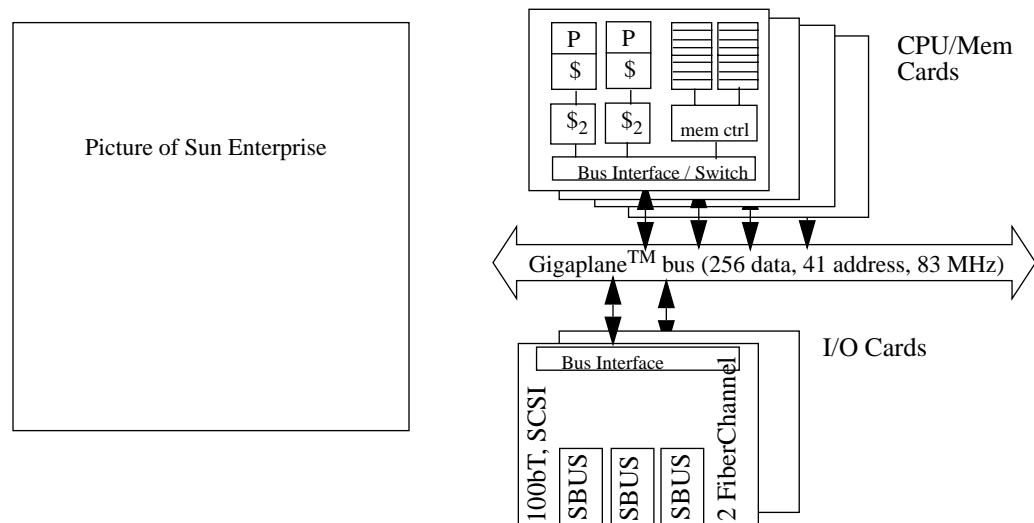 Picture of Sun Enterprise
P
P
$
$
$2
$2
mem ctrl
Bus Interface / Switch
CPU/Mem
Cards
Gigaplane™ bus (256 data, 41 address, 83 MHz)
I/O Cards
Bus Interface
100bT, SCSI
SBUS
SBUS
SBUS
2 FiberChannel